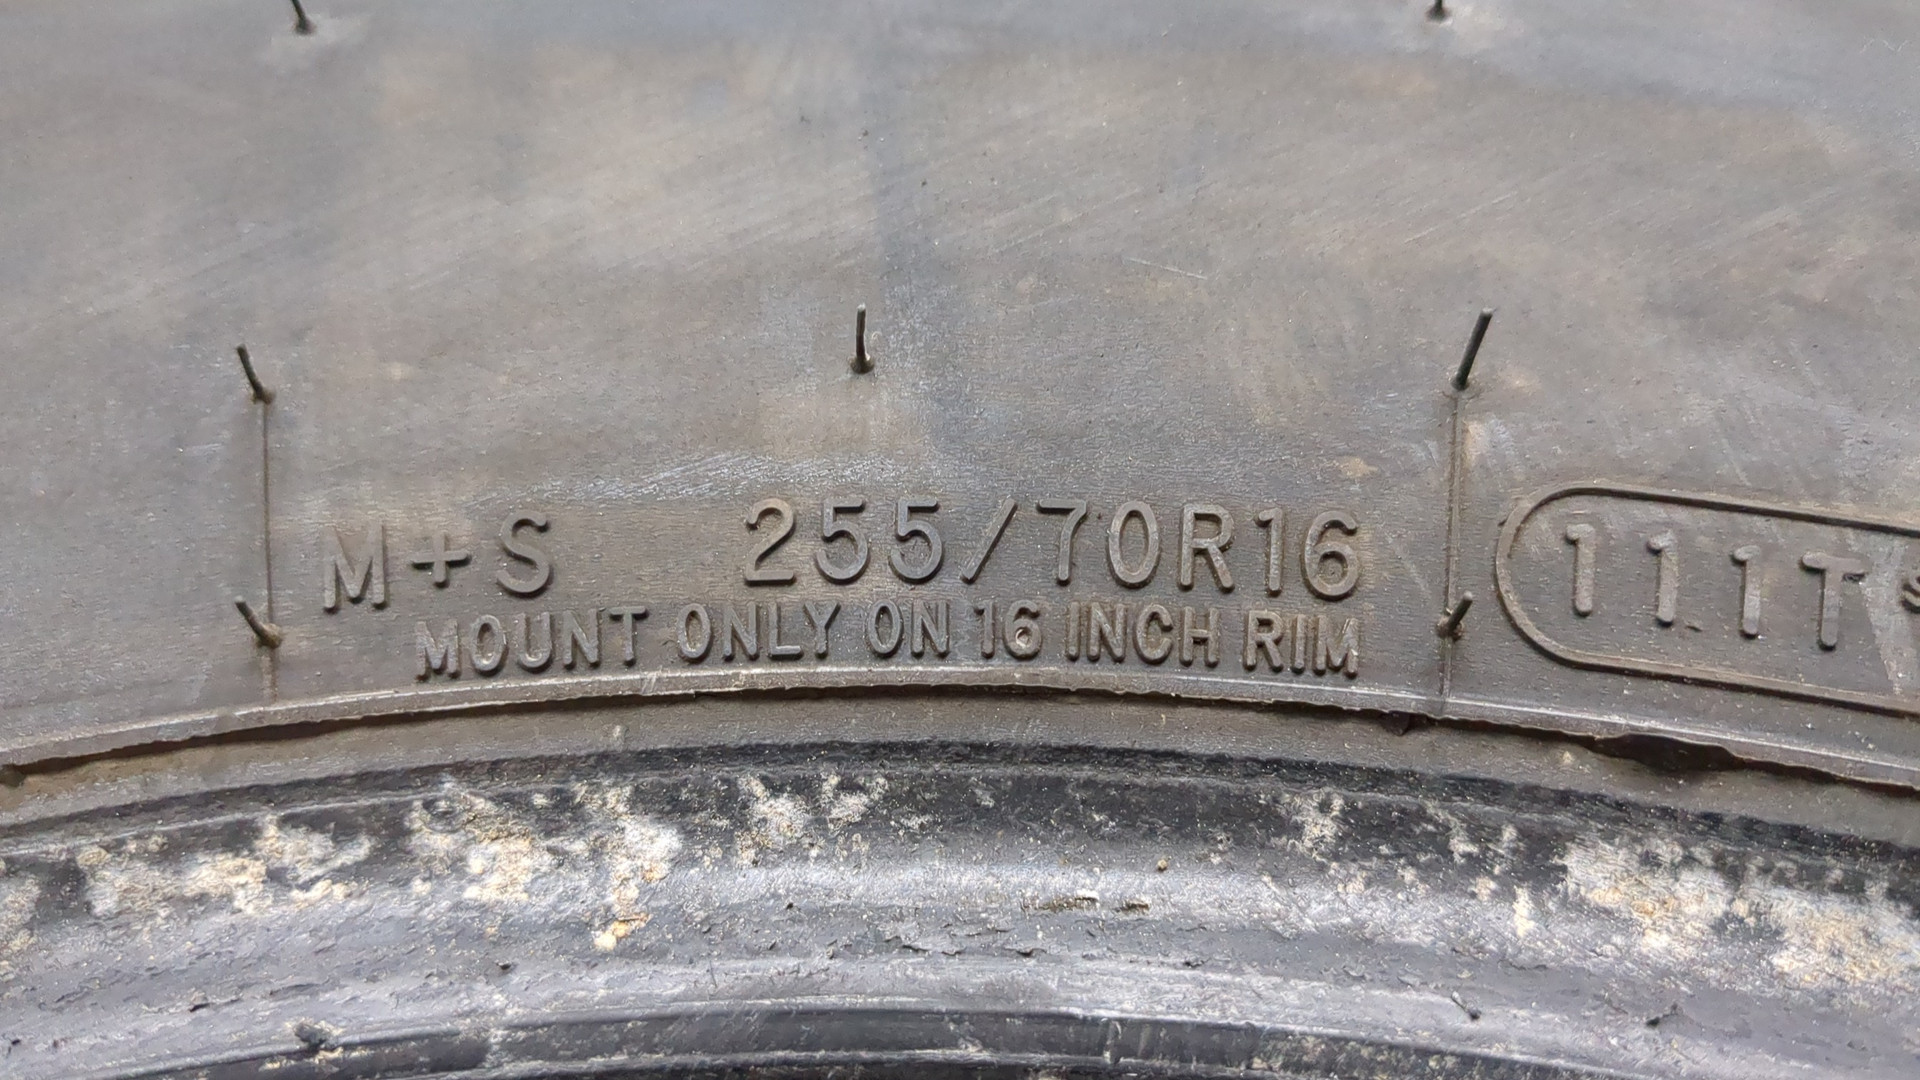 M+S 255/70R16
MOUNT ONLY ON 16 INCH RIM
111T